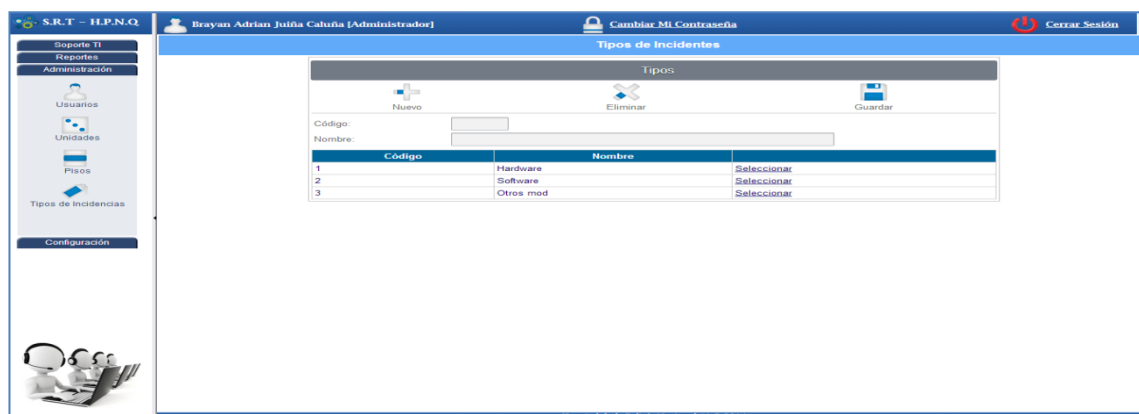 S.R.T – H.P.N.Q
Brayan Adrian Juiña Caluña [Administrador]
Cambiar Mi Contraseña
Cerrar Sesión
Soporte TI
Reportes
Administración
Usuarios
Unidades
Pisos
Tipos de Incidencias
Configuración
Tipos de Incidentes
Tipos
Nuevo Eliminar Guardar
Código:
Nombre:
Código Nombre
1 Hardware Seleccionar
2 Software Seleccionar
3 Otros mod Seleccionar